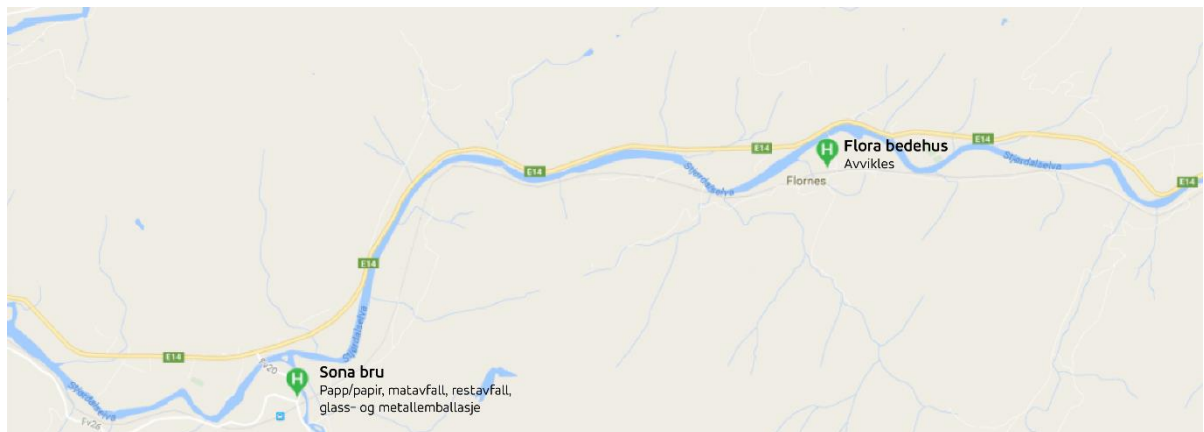 E14
E14
E14
H
Flora bedehus
Avvikles
Stjørdalselva
Stjørdalselva
E14
E14
Flornes
E14
Stjørdalselva
E14
Fv20
H
Sona bru
Papp/papir, matavfall, restavfall,
glass- og metallemballasje
Stjørdalselva
Fv26